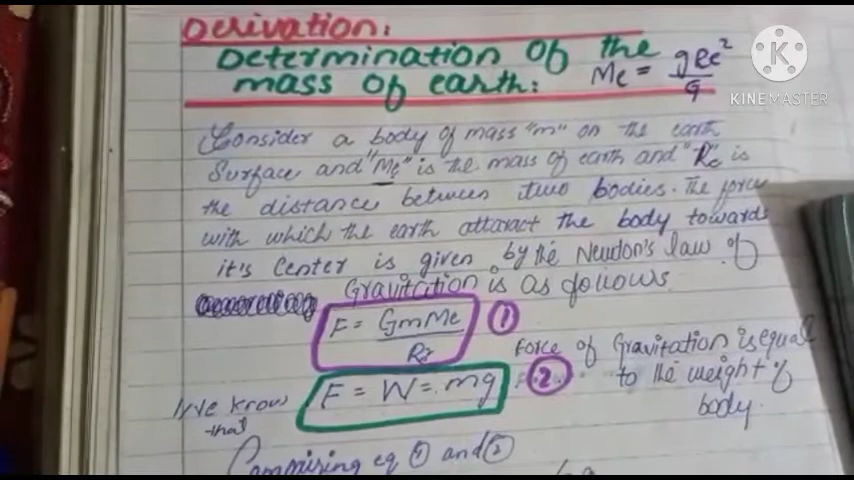 Derivation:
Determination of the
mass of earth: Me = gRe²/G
KINEMASTER
Consider a body of mass "m" on the earth
Surface and "Me" is the mass of earth and "Re" is
the distance between two bodies. The force
with which the earth attaract the body towards
it's Center is given by the Newton's law of
Gravitation is as follows
F = GmMe/R² ①
Force of Gravitation is equal
to the weight of
body.
We know
that
F = W = mg ②
Comprising eq ① and ②